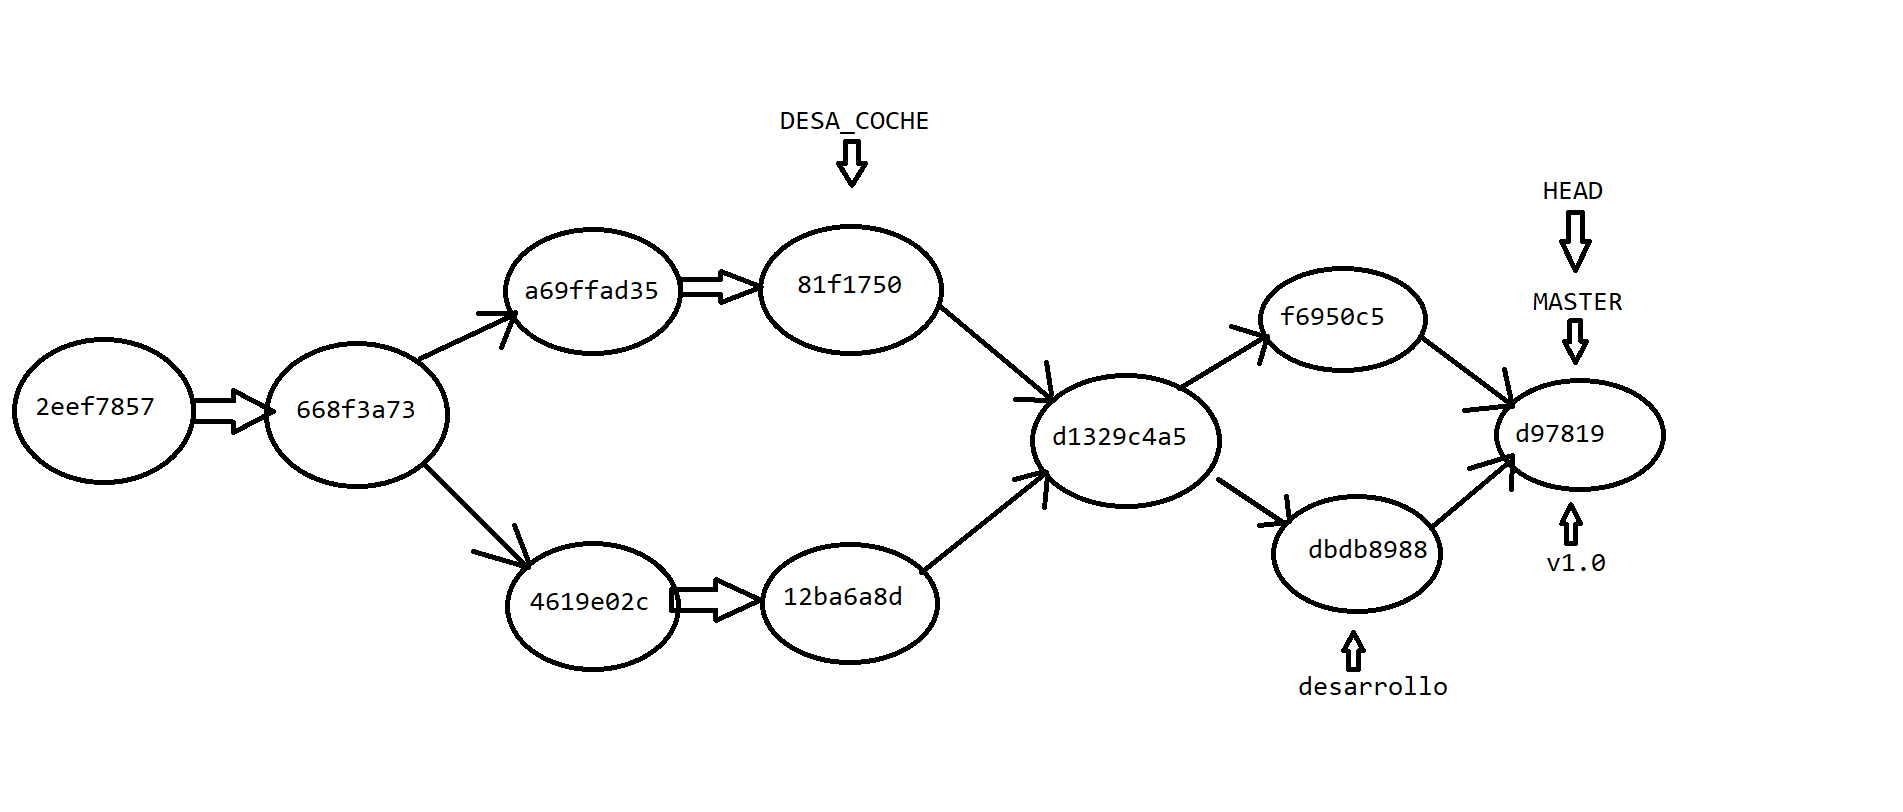 DESA_COCHE
HEAD
MASTER
a69ffad35
81f1750
f6950c5
2eef7857
668f3a73
d1329c4a5
d97819
4619e02c
12ba6a8d
dbdb8988
v1.0
desarrollo